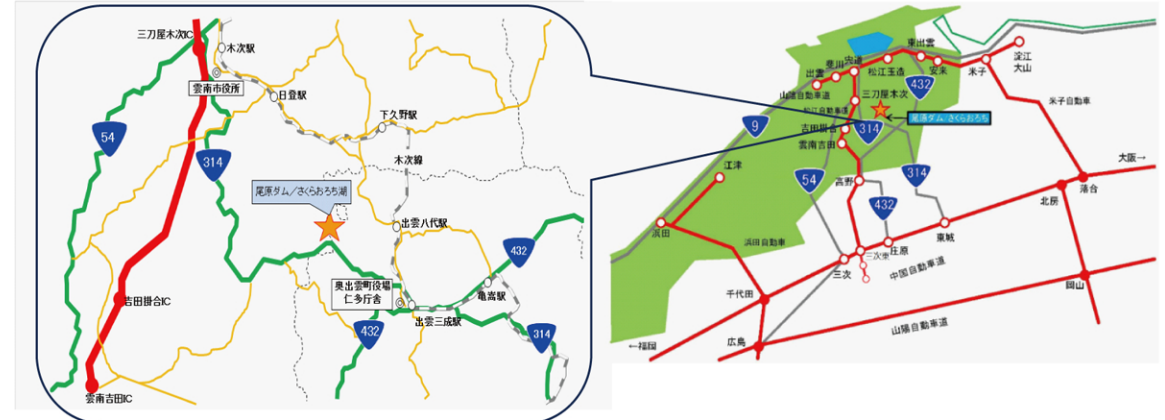 三刀屋木次IC
木次駅
雲南市役所
日登駅
下久野駅
54
314
木次線
尾原ダム/さくらおろち湖
出雲八代駅
432
奥出雲町役場
仁多庁舎
亀嵩駅
吉田掛合IC
出雲三成駅
432
314
雲南吉田IC
東出雲
淀江
大山
宍道
斐川
出雲
松江玉造
安来
米子
432
山陽自動車道
三刀屋木次
米子自動車
松江自動車道
尾原ダム/さくらおろち
9
吉田掛合
314
雲南吉田
大阪→
江津
54
高野
314
落合
北房
432
浜田
東城
浜田自動車
庄原
三次東
三次
中国自動車道
岡山
千代田
山陽自動車道
広島
←福岡